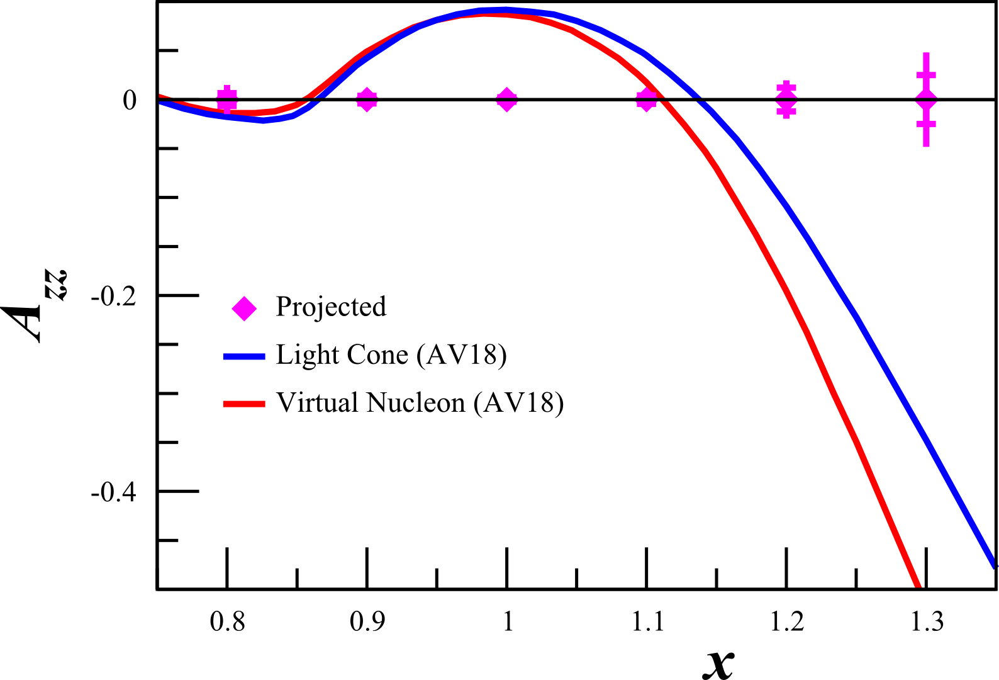 0
-0.2
-0.4
Azz
Projected
Light Cone (AV18)
Virtual Nucleon (AV18)
0.8 0.9 1 1.1 1.2 1.3
x